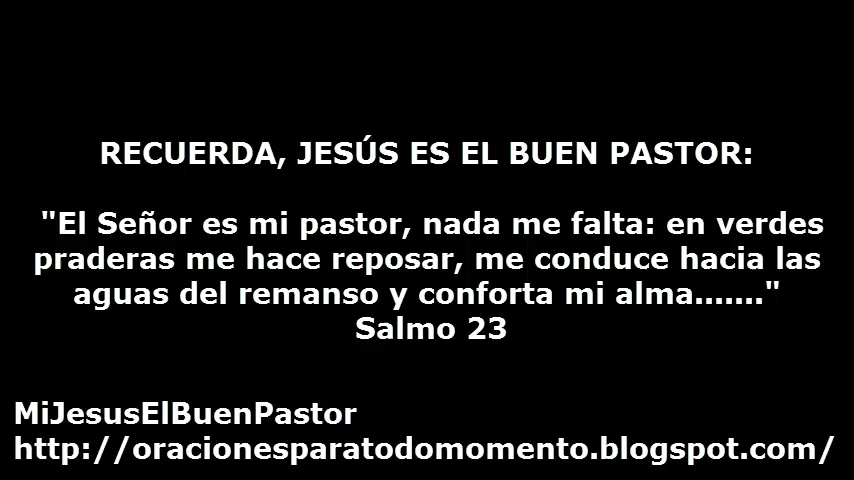 RECUERDA, JESÚS ES EL BUEN PASTOR:
"El Señor es mi pastor, nada me falta: en verdes
praderas me hace reposar, me conduce hacia las
aguas del remanso y conforta mi alma......."
Salmo 23
MiJesusElBuenPastor
http://oracionesparatodomomento.blogspot.com/